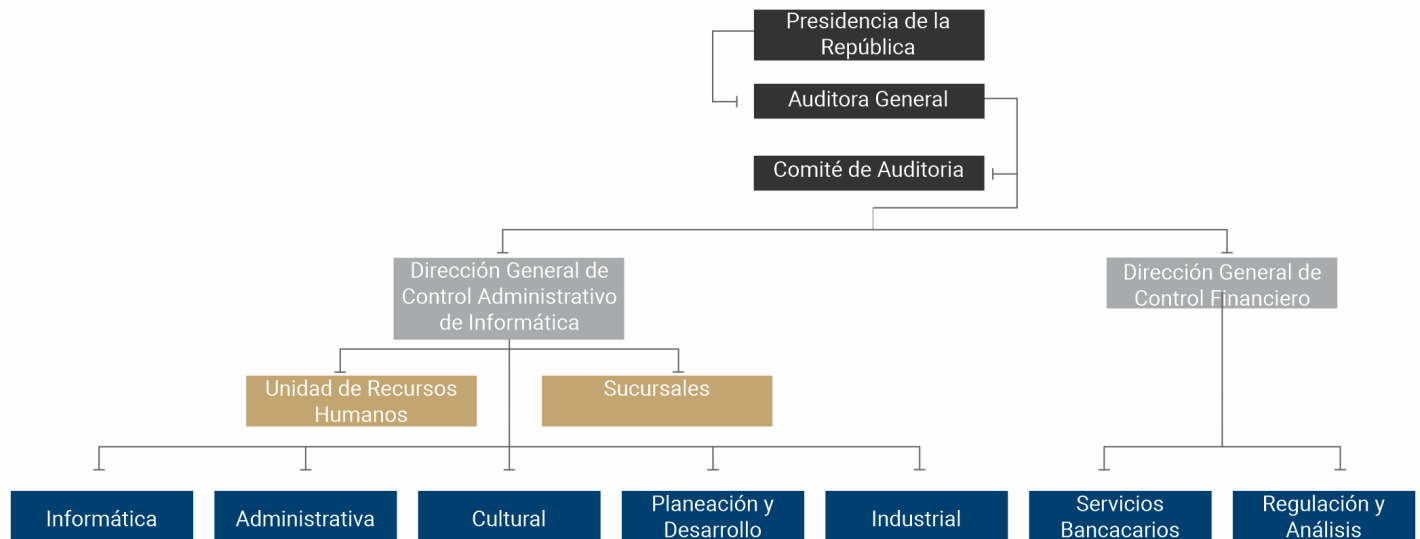 Presidencia de la
República
Auditora General
Comité de Auditoria
Dirección General de
Control Administrativo
de Informática
Dirección General de
Control Financiero
Unidad de Recursos
Humanos
Sucursales
Informática
Administrativa
Cultural
Planeación y
Desarrollo
Industrial
Servicios
Bancacarios
Regulación y
Análisis